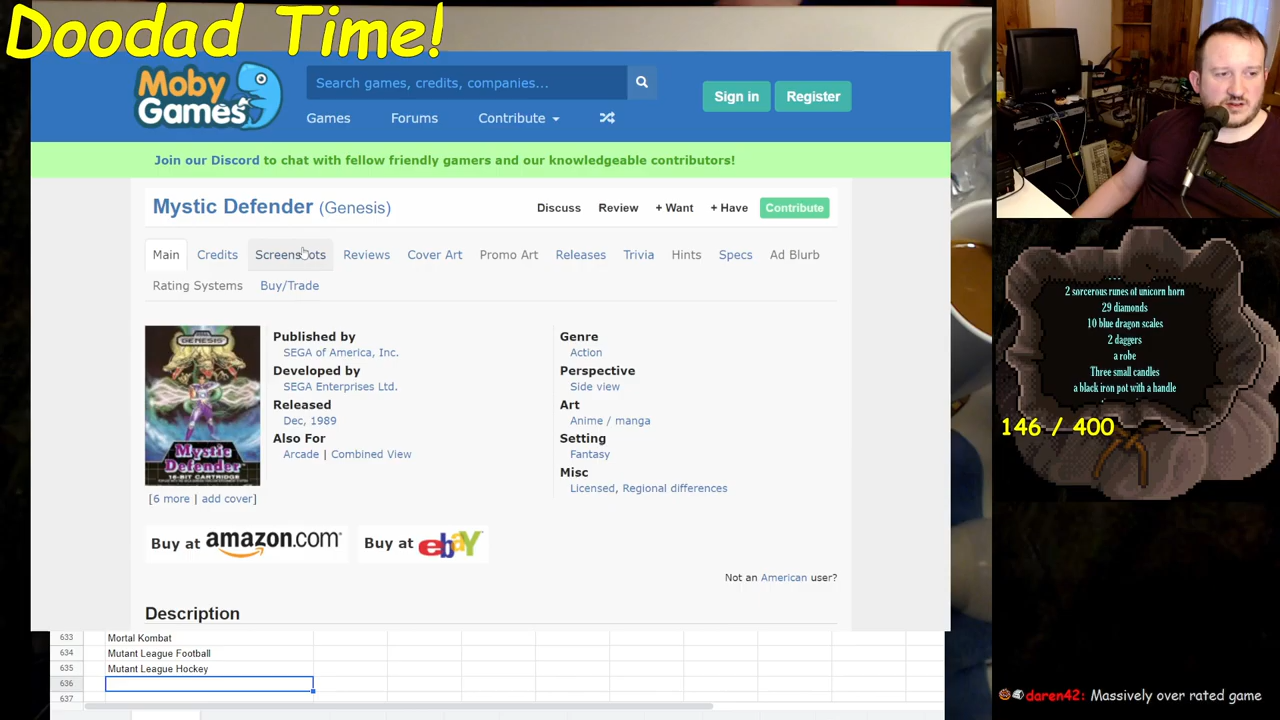 Doodad Time!
Moby Games
Search games, credits, companies...
Sign in
Register
Games
Forums
Contribute
Join our Discord to chat with fellow friendly gamers and our knowledgeable contributors!
Mystic Defender (Genesis)
Discuss
Review
+ Want
+ Have
Contribute
Main
Credits
Screenshots
Reviews
Cover Art
Promo Art
Releases
Trivia
Hints
Specs
Ad Blurb
Rating Systems
Buy/Trade
GENESIS
Mystic Defender
16-BIT CARTRIDGE
[6 more | add cover]
Published by
SEGA of America, Inc.
Developed by
SEGA Enterprises Ltd.
Released
Dec, 1989
Also For
Arcade | Combined View
Genre
Action
Perspective
Side view
Art
Anime / manga
Setting
Fantasy
Misc
Licensed, Regional differences
Buy at amazon.com
Buy at ebay
Not an American user?
Description
633 Mortal Kombat
634 Mutant League Football
635 Mutant League Hockey
636
637
2 sorcerous runes of unicorn horn
29 diamonds
10 blue dragon scales
2 daggers
a robe
Three small candles
a black iron pot with a handle
146 / 400
daren42: Massively over rated game